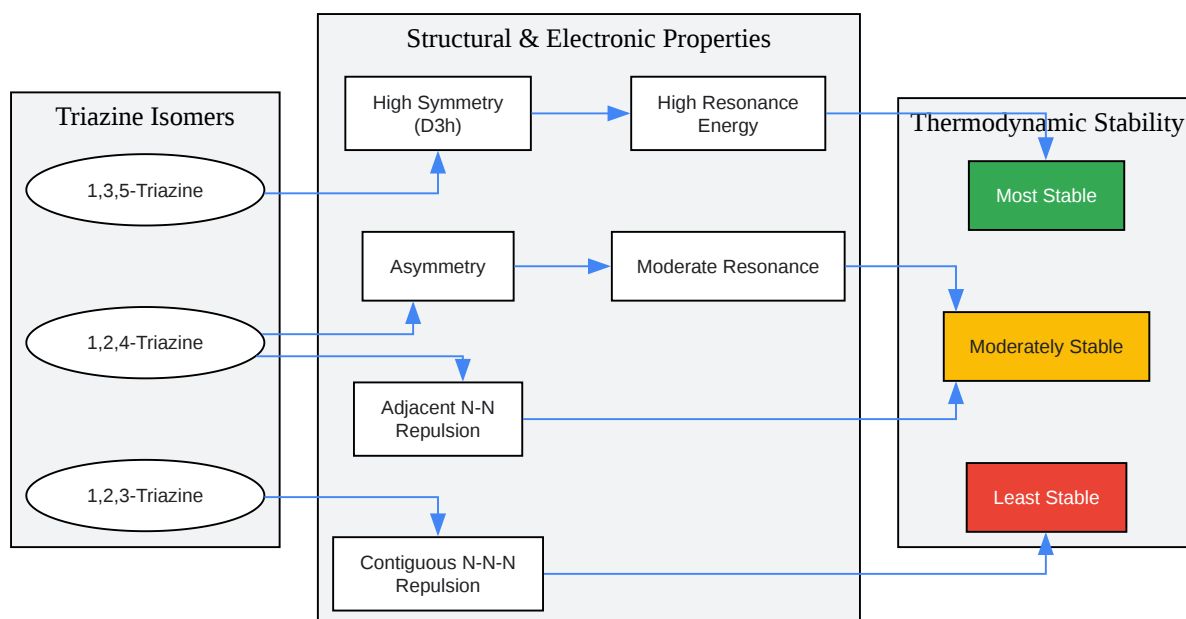 Structural & Electronic Properties
Triazine Isomers
Thermodynamic Stability
High Symmetry
(D3h)
High Resonance
Energy
1,3,5-Triazine
Most Stable
Asymmetry
Moderate Resonance
1,2,4-Triazine
Moderately Stable
Adjacent N-N
Repulsion
1,2,3-Triazine
Least Stable
Contiguous N-N-N
Repulsion